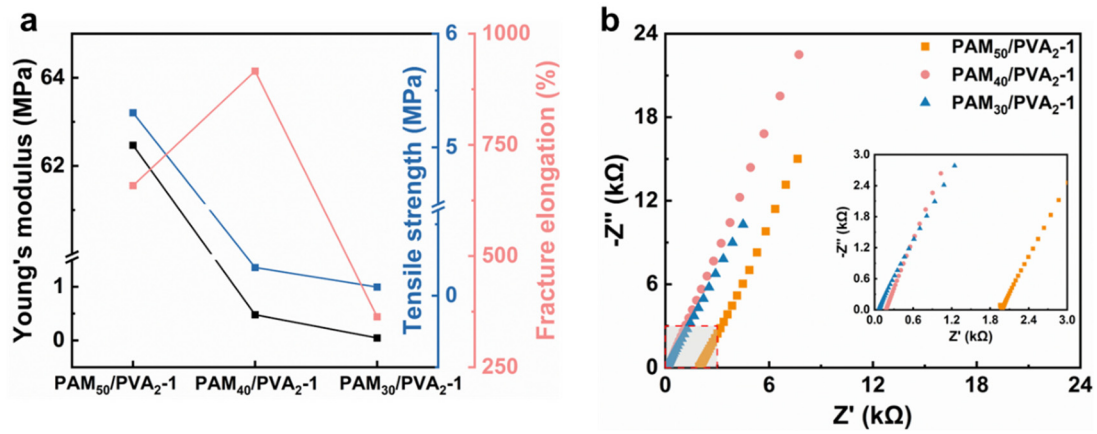 a
Young's modulus (MPa)
64
62
1
0
PAM₅₀/PVA₂-1
PAM₄₀/PVA₂-1
PAM₃₀/PVA₂-1
6
5
0
Tensile strength (MPa)
1000
750
500
250
Fracture elongation (%)
b
-Z'' (kΩ)
24
18
12
6
0
0
6
12
18
24
Z' (kΩ)
PAM₅₀/PVA₂-1
PAM₄₀/PVA₂-1
PAM₃₀/PVA₂-1
-Z'' (kΩ)
3.0
2.4
1.8
1.2
0.6
0.0
0.0
0.6
1.2
1.8
2.4
3.0
Z' (kΩ)